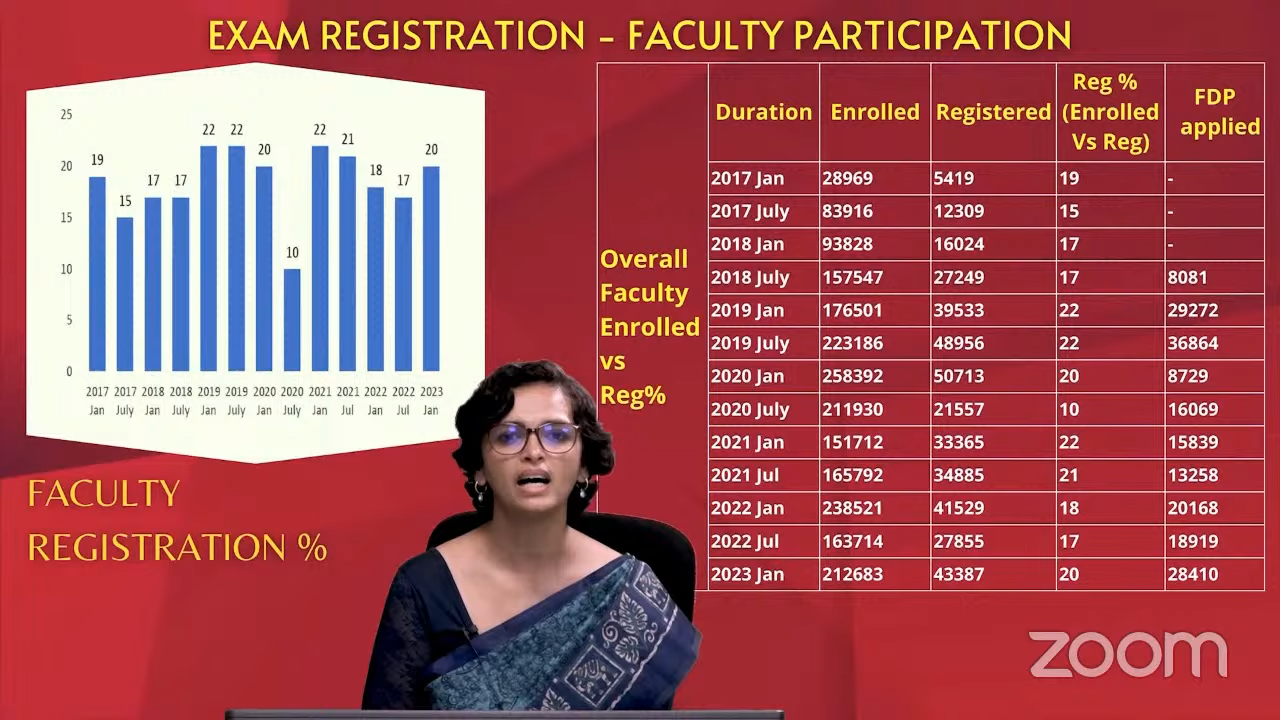 EXAM REGISTRATION - FACULTY PARTICIPATION
25
20
15
10
5
0
19
15
17
17
22
22
20
10
22
21
18
17
20
2017 Jan
2017 July
2018 Jan
2018 July
2019 Jan
2019 July
2020 Jan
2020 July
2021 Jan
2021 Jul
2022 Jan
2022 Jul
2023 Jan
FACULTY
REGISTRATION %
Overall
Faculty
Enrolled
vs
Reg%
Duration Enrolled Registered Reg % (Enrolled Vs Reg) FDP applied
2017 Jan 28969 5419 19 -
2017 July 83916 12309 15 -
2018 Jan 93828 16024 17 -
2018 July 157547 27249 17 8081
2019 Jan 176501 39533 22 29272
2019 July 223186 48956 22 36864
2020 Jan 258392 50713 20 8729
2020 July 211930 21557 10 16069
2021 Jan 151712 33365 22 15839
2021 Jul 165792 34885 21 13258
2022 Jan 238521 41529 18 20168
2022 Jul 163714 27855 17 18919
2023 Jan 212683 43387 20 28410
zoom